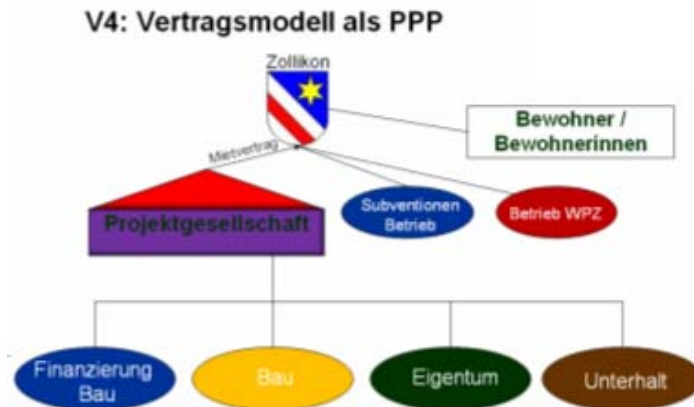 V4: Vertragsmodell als PPP
Zollikon
Bewohner /
Bewohnerinnen
Mietvertrag
Projektgesellschaft
Subventionen
Betrieb
Betrieb WPZ
Finanzierung
Bau
Bau
Eigentum
Unterhalt